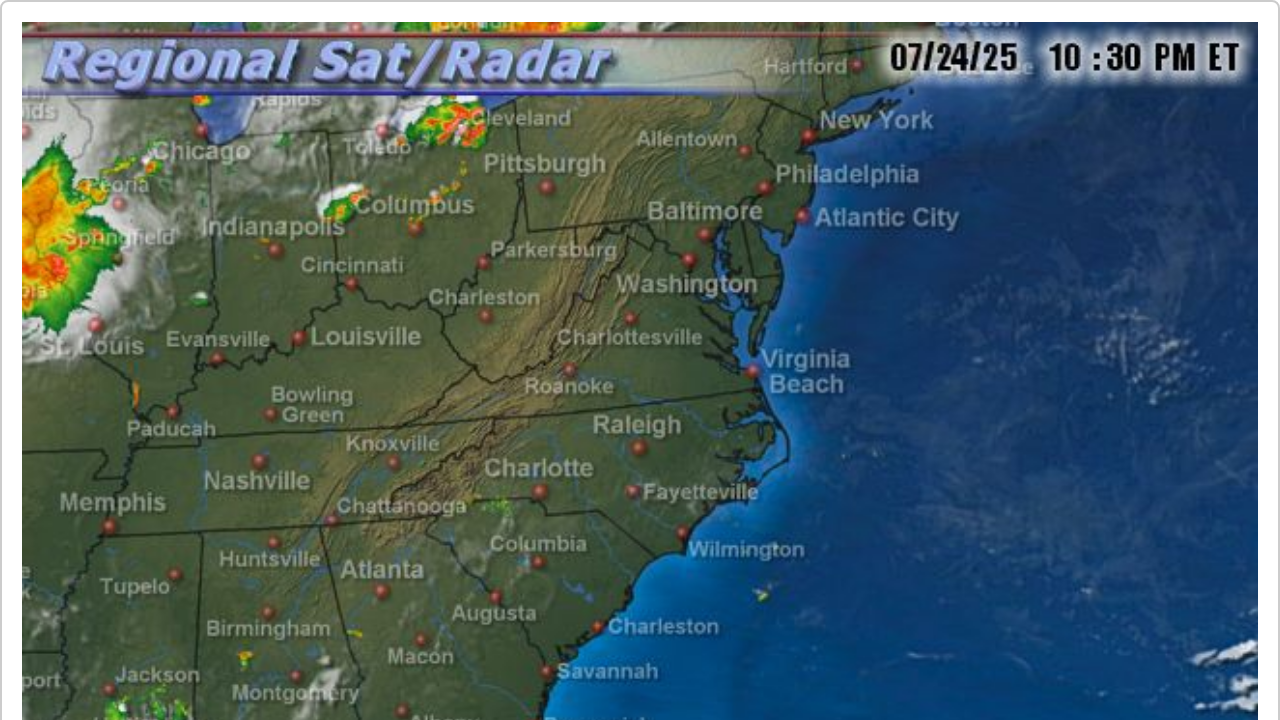 Boston
Regional Sat/Radar
07/24/25 10 :30 PM ET
Hartford
Rapids
Cleveland
New York
Allentown
Chicago
Toledo
Pittsburgh
Philadelphia
Peoria
Columbus
Baltimore
Atlantic City
Indianapolis
Springfield
Parkersburg
Cincinnati
Washington
Charleston
Evansville
Louisville
Charlottesville
St. Louis
Virginia
Beach
Roanoke
Bowling
Green
Paducah
Raleigh
Knoxville
Nashville
Charlotte
Memphis
Chattanooga
Fayetteville
Huntsville
Columbia
Wilmington
Atlanta
Tupelo
Augusta
Birmingham
Charleston
Macon
Jackson
Savannah
port
Montgomery